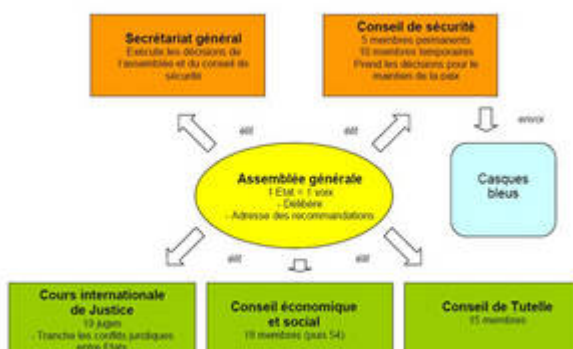 Secrétariat général
Exécute les décisions de
l'assemblée et du conseil de
sécurité
Conseil de sécurité
5 membres permanents
10 membres temporaires
Prend les décisions pour le
maintien de la paix
élit
élit
envoi
Assemblée générale
1 Etat = 1 voix
- Délibère
- Adresse des recommandations
Casques
bleus
élit
élit
Cours internationale
de Justice
juges
- Tranche les conflits juridiques
entre Etats
Conseil économique
et social
membres (puis 54)
Conseil de Tutelle
15 membres